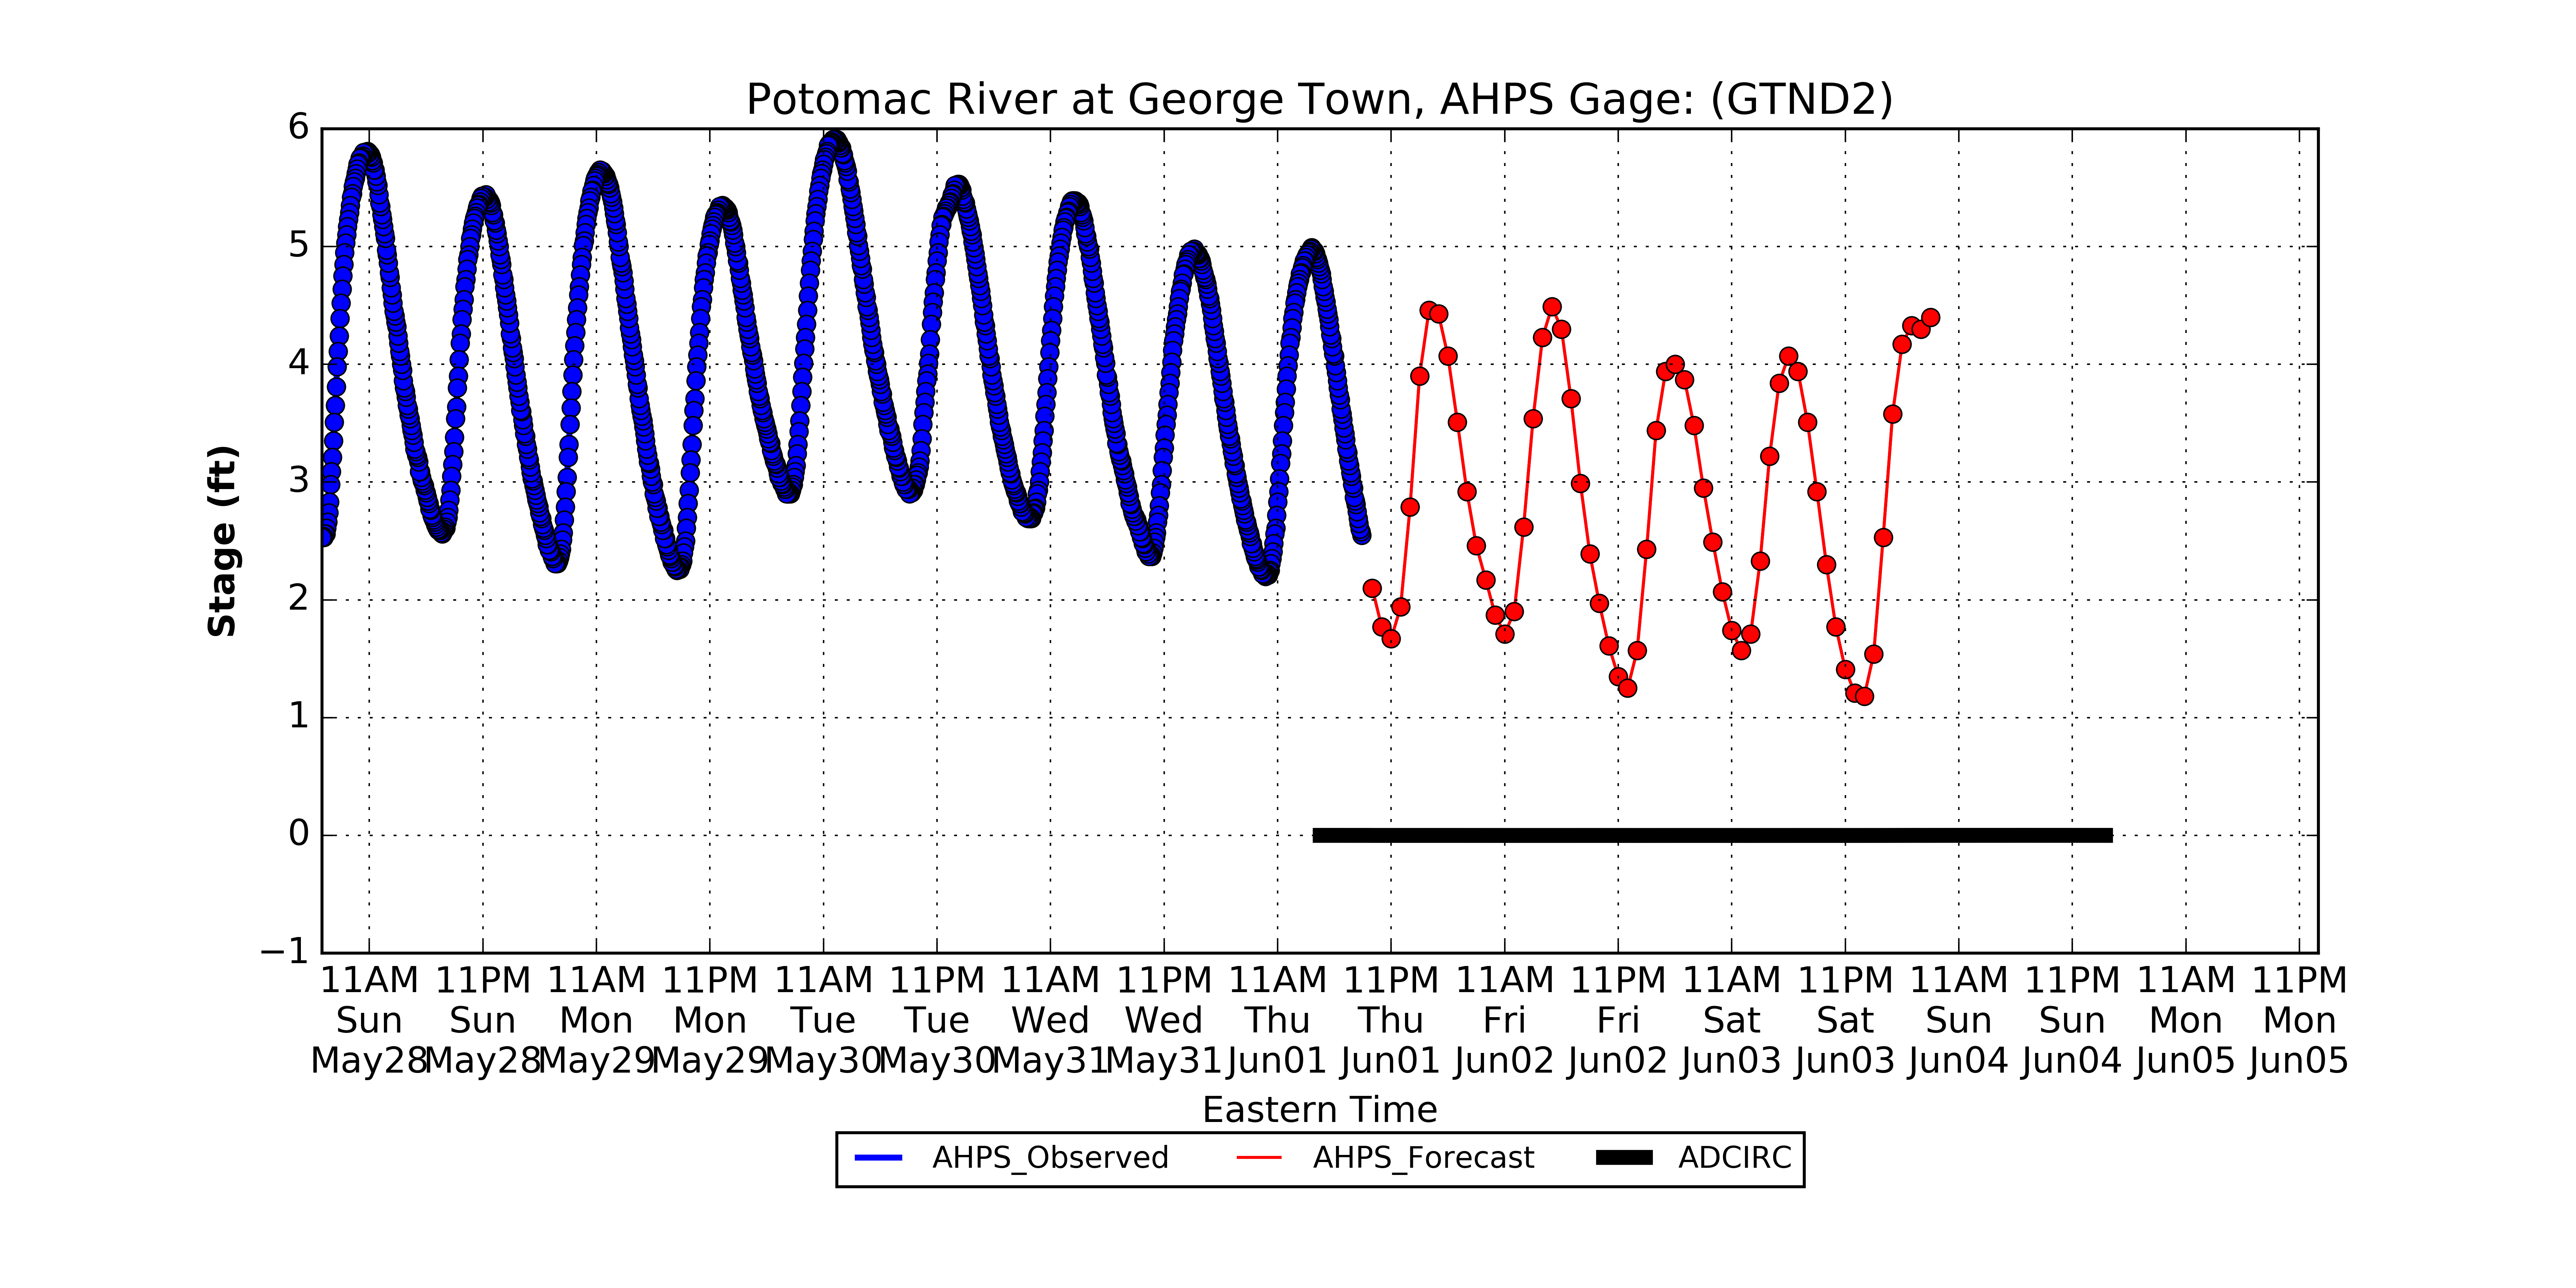 Potomac River at George Town, AHPS Gage: (GTND2)
6
5
4
3
2
1
0
−1
Stage (ft)
11AM 11PM 11AM 11PM 11AM 11PM 11AM 11PM 11AM 11PM 11AM 11PM 11AM 11PM 11AM 11PM 11AM 11PM
Sun Sun Mon Mon Tue Tue Wed Wed Thu Thu Fri Fri Sat Sat Sun Sun Mon Mon
May28 May28 May29 May29 May30 May30 May31 May31 Jun01 Jun01 Jun02 Jun02 Jun03 Jun03 Jun04 Jun04 Jun05 Jun05
Eastern Time
AHPS_Observed AHPS_Forecast ADCIRC